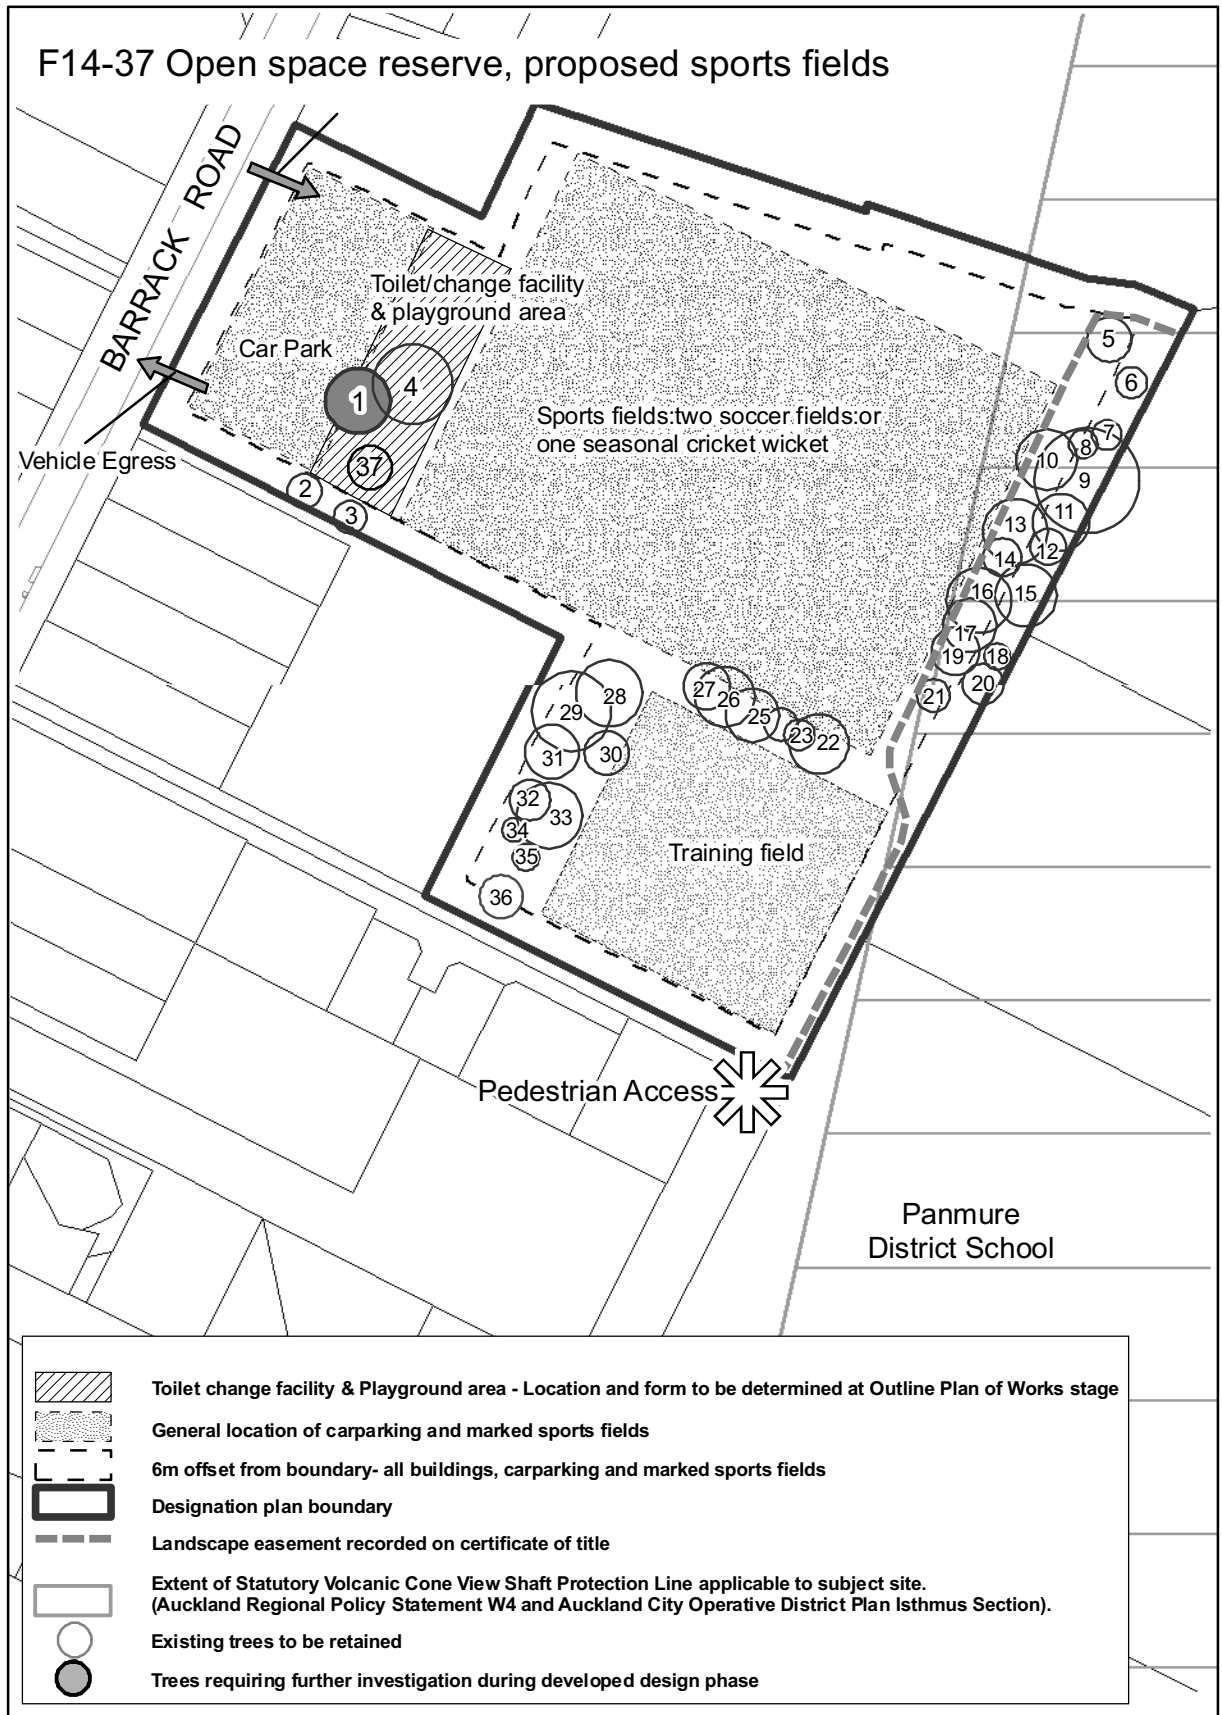 F14-37 Open space reserve, proposed sports fields
BARRACK ROAD
Toilet/change facility
& playground area
Car Park
1
4
37
2
3
Vehicle Egress
Sports fields:two soccer fields:or
one seasonal cricket wicket
5
6
7
8
10
9
11
13
12
14
16
15
17
19
18
20
21
27
26
25
23
22
28
29
31
30
32
33
34
35
36
Training field
Pedestrian Access
Panmure
District School
Toilet change facility & Playground area - Location and form to be determined at Outline Plan of Works stage
General location of carparking and marked sports fields
6m offset from boundary- all buildings, carparking and marked sports fields
Designation plan boundary
Landscape easement recorded on certificate of title
Extent of Statutory Volcanic Cone View Shaft Protection Line applicable to subject site.
(Auckland Regional Policy Statement W4 and Auckland City Operative District Plan Isthmus Section).
Existing trees to be retained
Trees requiring further investigation during developed design phase